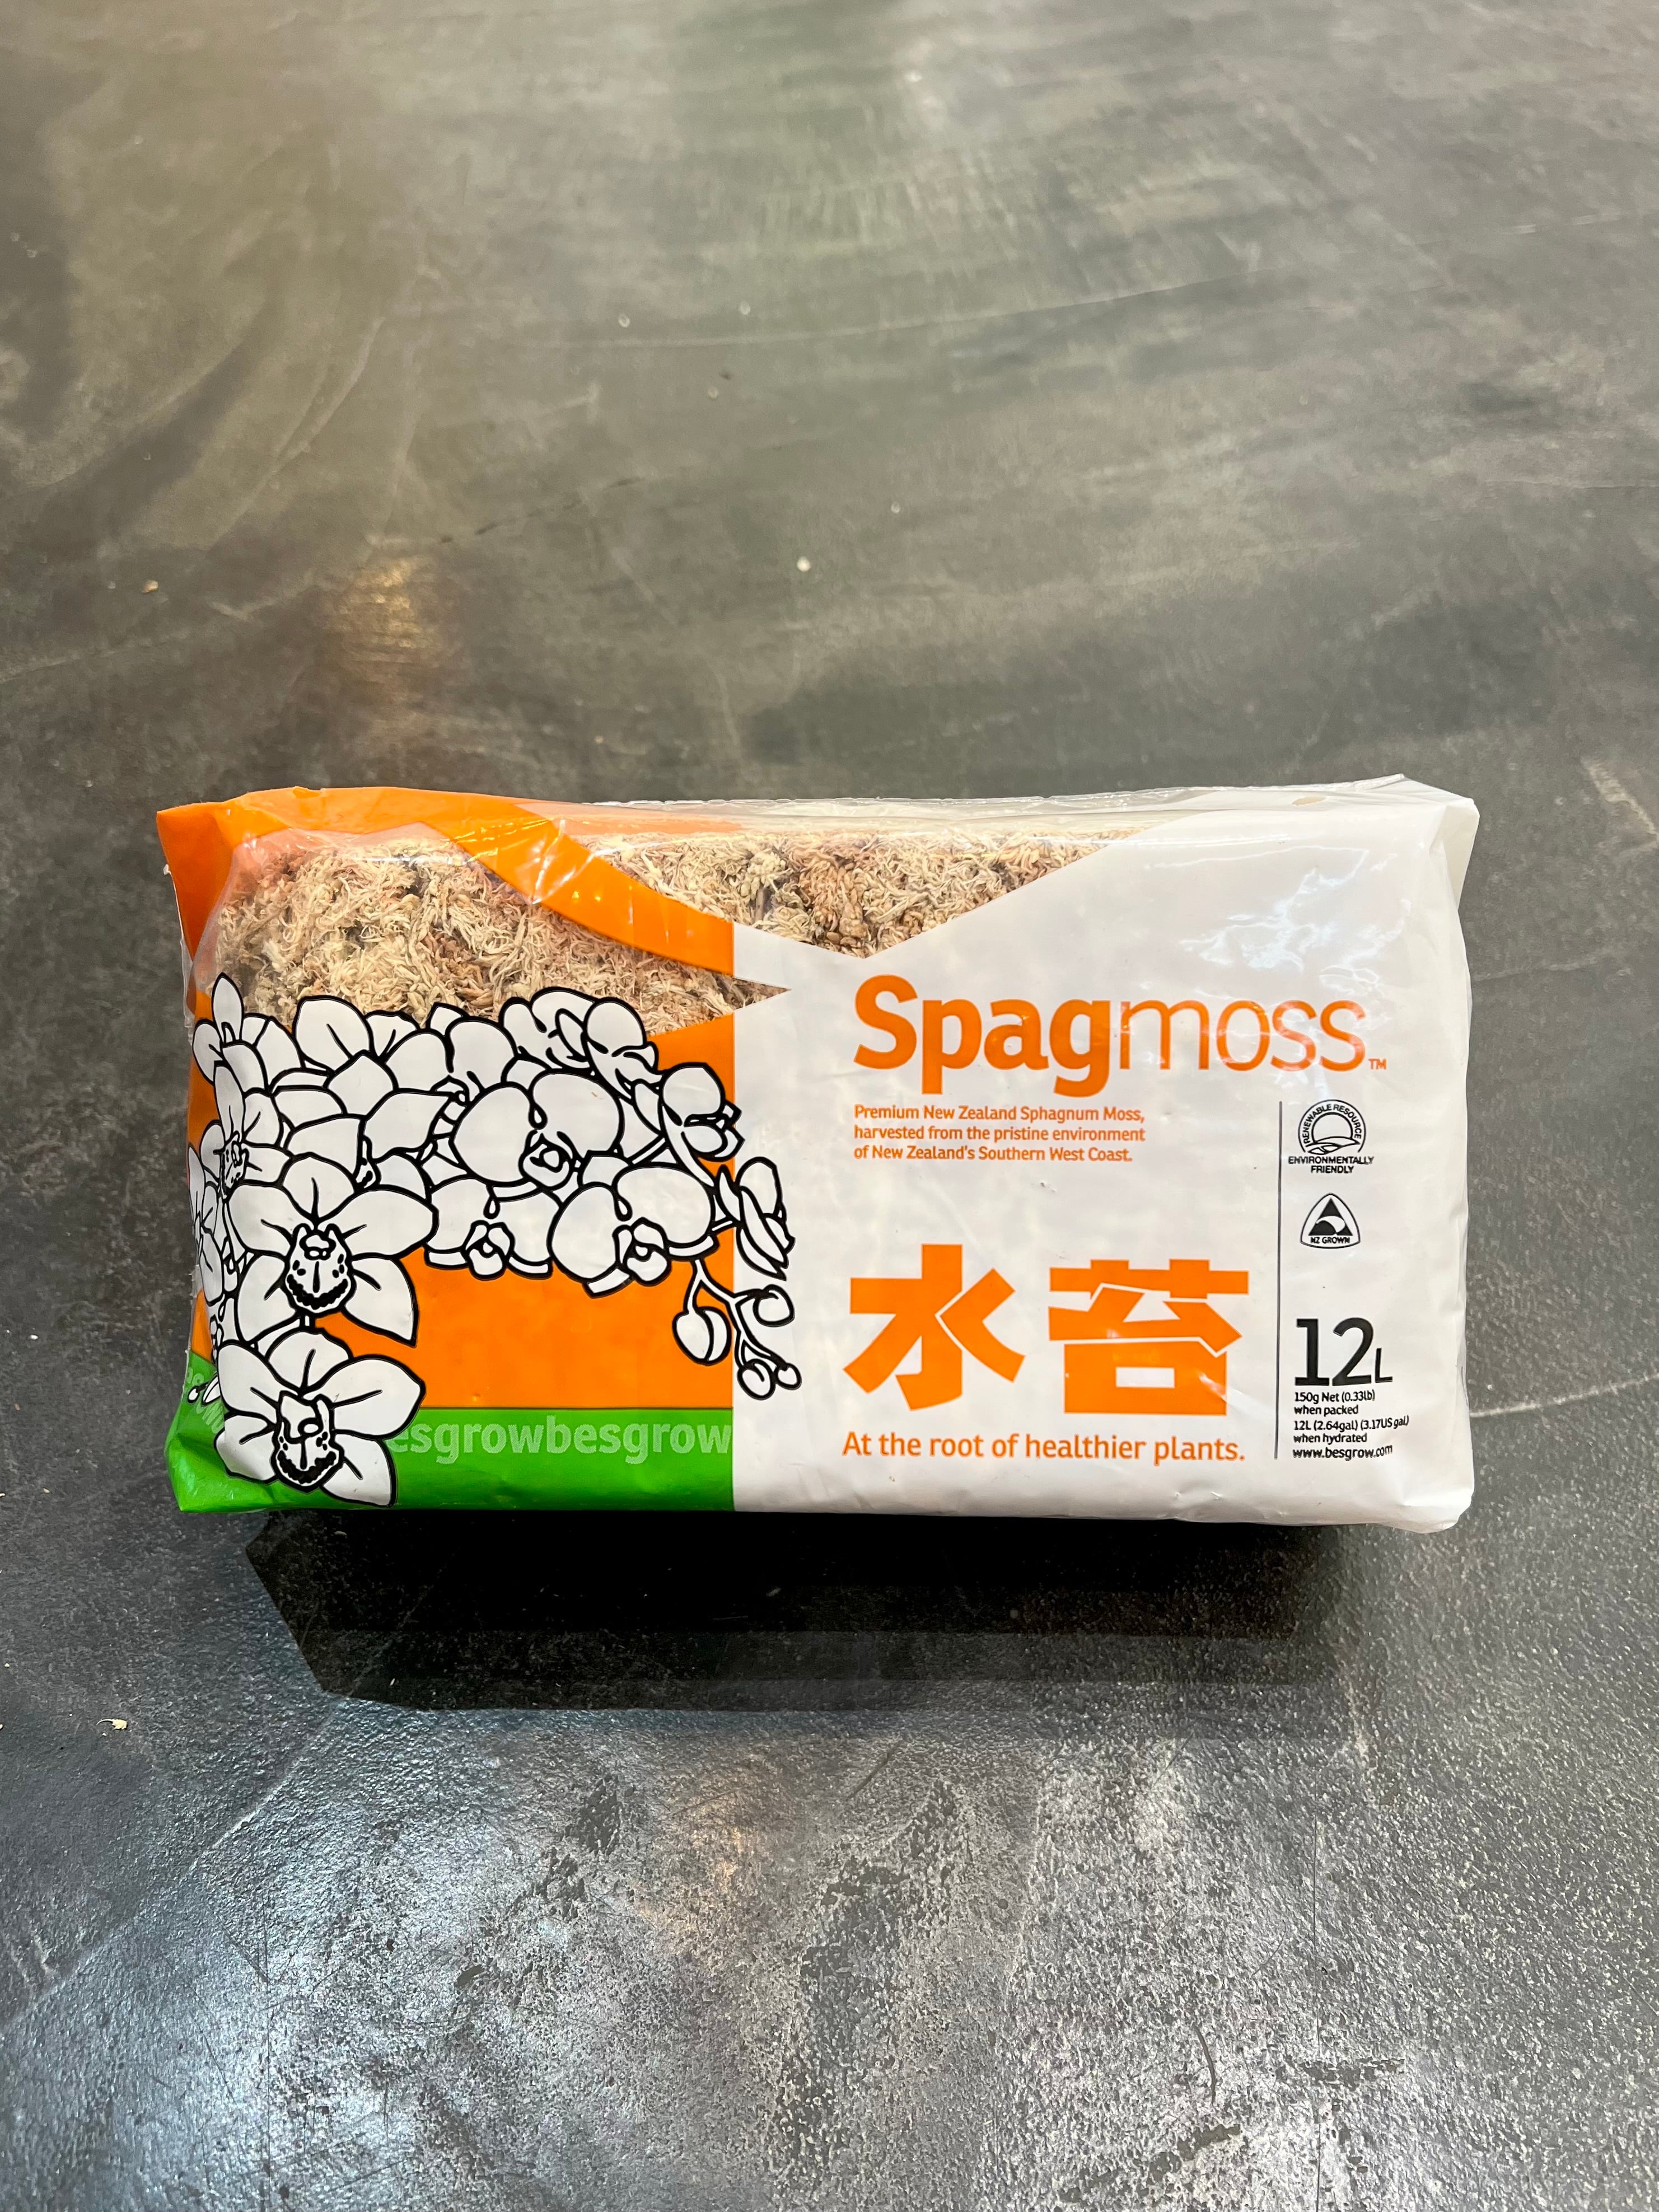 Spagmoss™
Premium New Zealand Sphagnum Moss,
harvested from the pristine environment
of New Zealand's Southern West Coast.
水苔
At the root of healthier plants.
esgrowbesgrow
RENEWABLE RESOURCE
ENVIRONMENTALLY
FRIENDLY
NZ GROWN
12L
150g Net (0.33lb)
when packed
12L (2.64gal) (3.17US gal)
when hydrated
www.besgrow.com